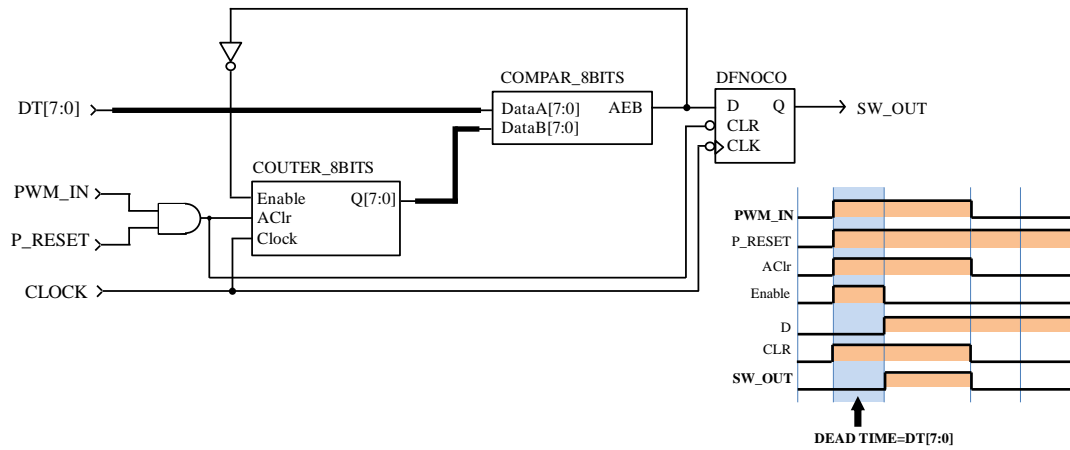 COMPAR_8BITS
DFNOCO
DT[7:0]
DataA[7:0]
AEB
DataB[7:0]
D
Q
CLR
CLK
SW_OUT
COUTER_8BITS
PWM_IN
Enable
Q[7:0]
AClr
P_RESET
Clock
CLOCK
PWM_IN
P_RESET
AClr
Enable
D
CLR
SW_OUT
DEAD TIME=DT[7:0]